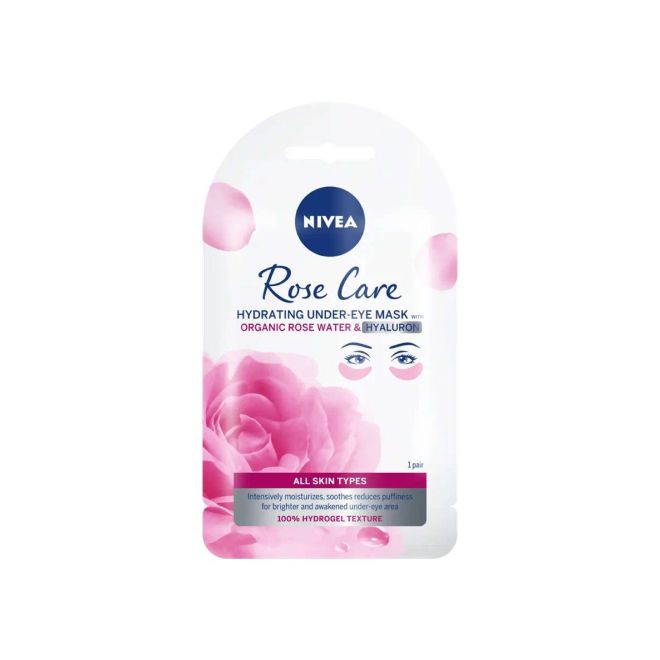 NIVEA
Rose Care
HYDRATING UNDER-EYE MASK WITH
ORGANIC ROSE WATER & HYALURON
1 pair
ALL SKIN TYPES
Intensively moisturizes, soothes reduces puffiness
for brighter and awakened under-eye area
100% HYDROGEL TEXTURE